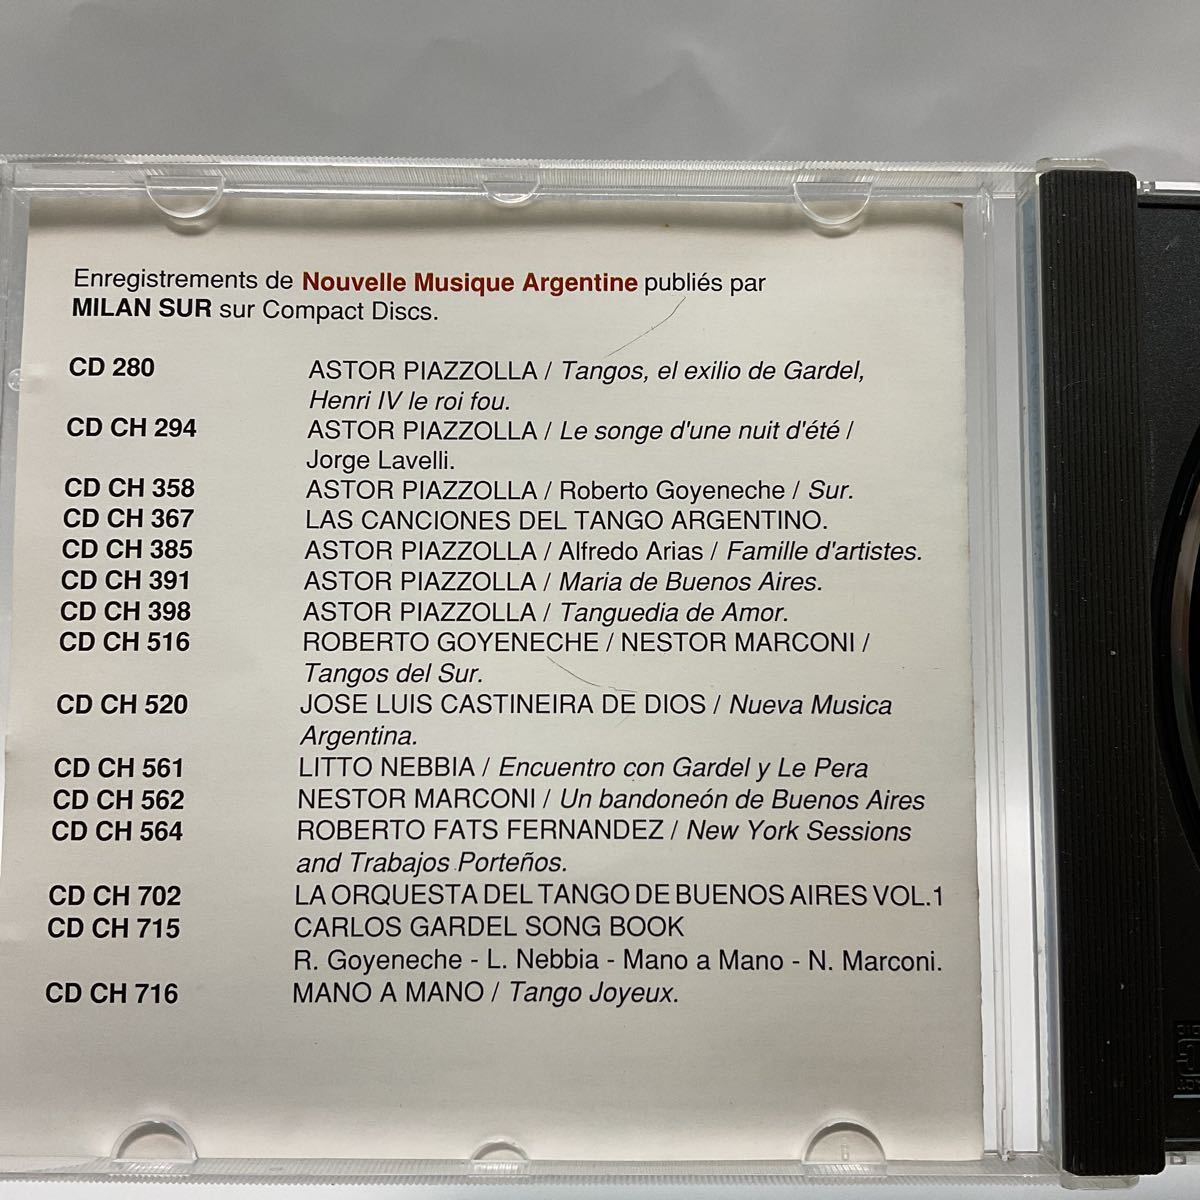 Enregistrements de Nouvelle Musique Argentine publiés par
MILAN SUR sur Compact Discs.
CD 280 ASTOR PIAZZOLLA / Tangos, el exilio de Gardel,
Henri IV le roi fou.
CD CH 294 ASTOR PIAZZOLLA / Le songe d'une nuit d'été /
Jorge Lavelli.
CD CH 358 ASTOR PIAZZOLLA / Roberto Goyeneche / Sur.
CD CH 367 LAS CANCIONES DEL TANGO ARGENTINO.
CD CH 385 ASTOR PIAZZOLLA / Alfredo Arias / Famille d'artistes.
CD CH 391 ASTOR PIAZZOLLA / Maria de Buenos Aires.
CD CH 398 ASTOR PIAZZOLLA / Tanguedia de Amor.
CD CH 516 ROBERTO GOYENECHE / NESTOR MARCONI /
Tangos del Sur.
CD CH 520 JOSE LUIS CASTINEIRA DE DIOS / Nueva Musica
Argentina.
CD CH 561 LITTO NEBBIA / Encuentro con Gardel y Le Pera
CD CH 562 NESTOR MARCONI / Un bandoneón de Buenos Aires
CD CH 564 ROBERTO FATS FERNANDEZ / New York Sessions
and Trabajos Porteños.
CD CH 702 LA ORQUESTA DEL TANGO DE BUENOS AIRES VOL.1
CD CH 715 CARLOS GARDEL SONG BOOK
R. Goyeneche - L. Nebbia - Mano a Mano - N. Marconi.
CD CH 716 MANO A MANO / Tango Joyeux.